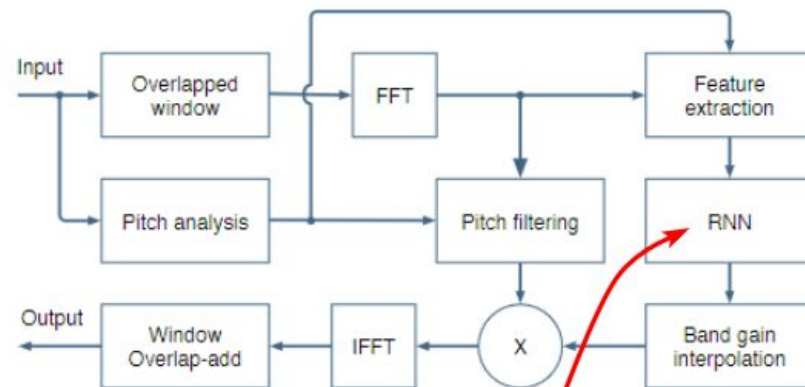 Input
Overlapped
window
FFT
Feature
extraction
Pitch analysis
Pitch filtering
RNN
Output
Window
Overlap-add
IFFT
X
Band gain
interpolation